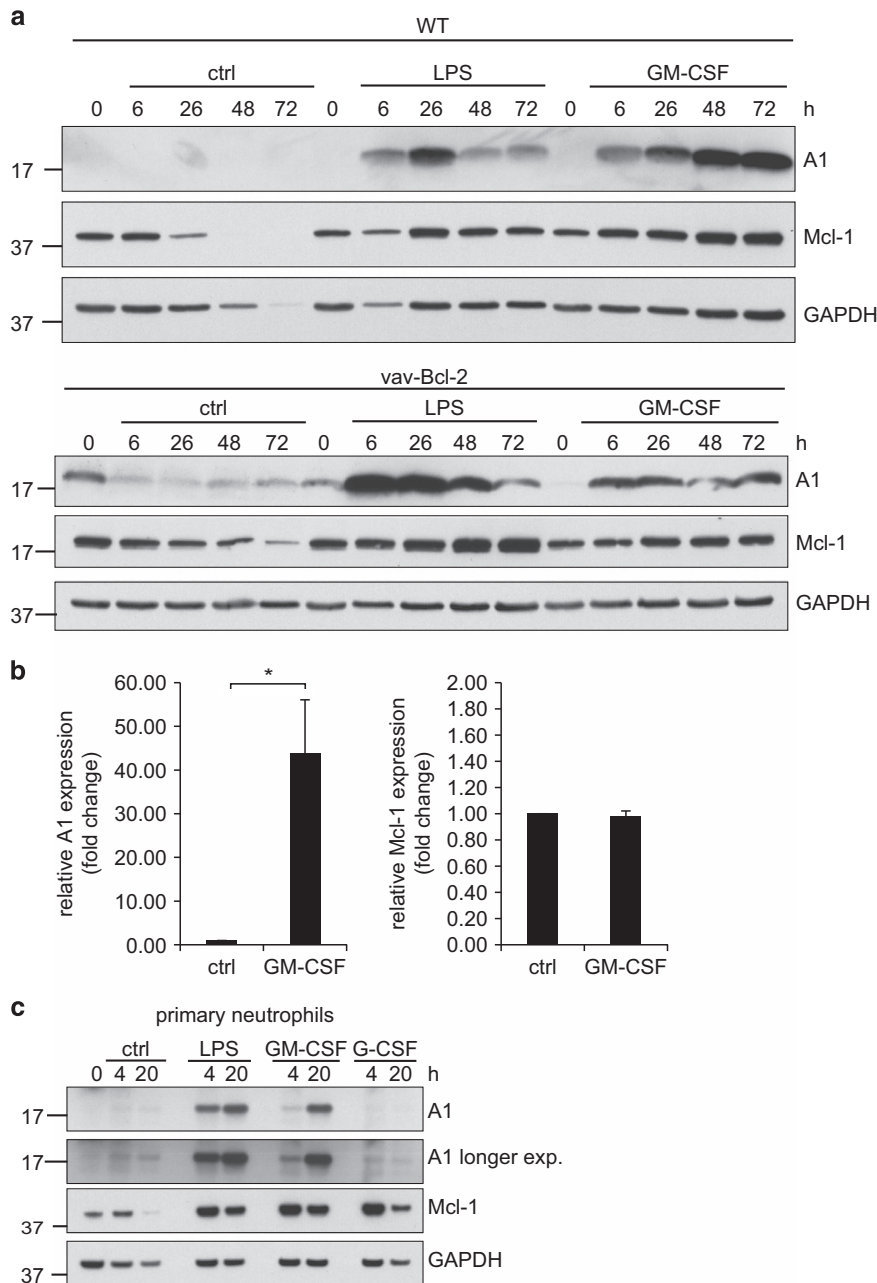 a
WT
ctrl LPS GM-CSF
0 6 26 48 72 0 6 26 48 72 0 6 26 48 72 h
17 A1
37 Mcl-1
37 GAPDH
vav-Bcl-2
ctrl LPS GM-CSF
0 6 26 48 72 0 6 26 48 72 0 6 26 48 72 h
17 A1
17 Mcl-1
37 GAPDH
b
relative A1 expression
(fold change)
60.00
50.00
40.00
30.00
20.00
10.00
0.00
*
ctrl GM-CSF
relative Mcl-1 expression
(fold change)
2.00
1.80
1.60
1.40
1.20
1.00
0.80
0.60
0.40
0.20
0.00
ctrl GM-CSF
c
primary neutrophils
ctrl LPS GM-CSF G-CSF
0 4 20 4 20 4 20 4 20 h
17 A1
17 A1 longer exp.
37 Mcl-1
37 GAPDH